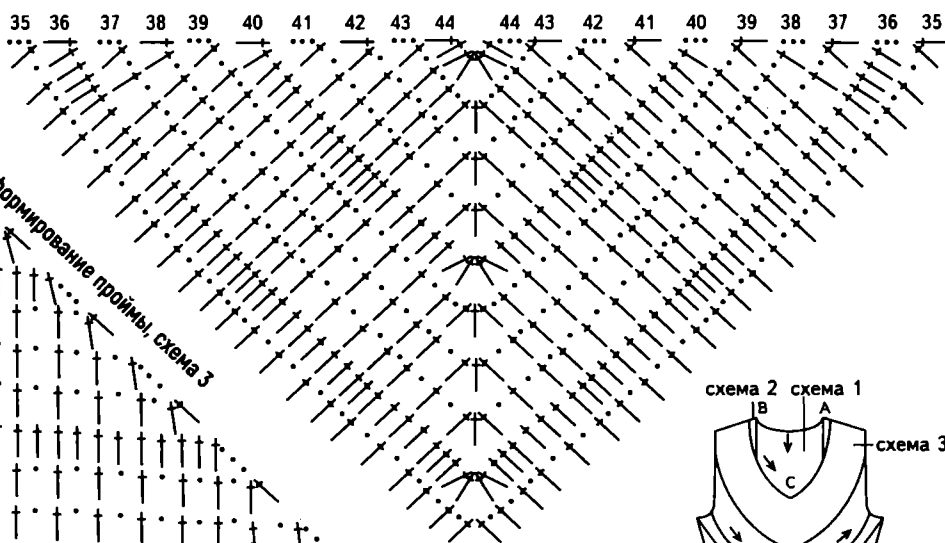 35 36 37 38 39 40 41 42 43 44 44 43 42 41 40 39 38 37 36 35
формирование проймы, схема 3
схема 2 схема 1
B A
схема 3
C